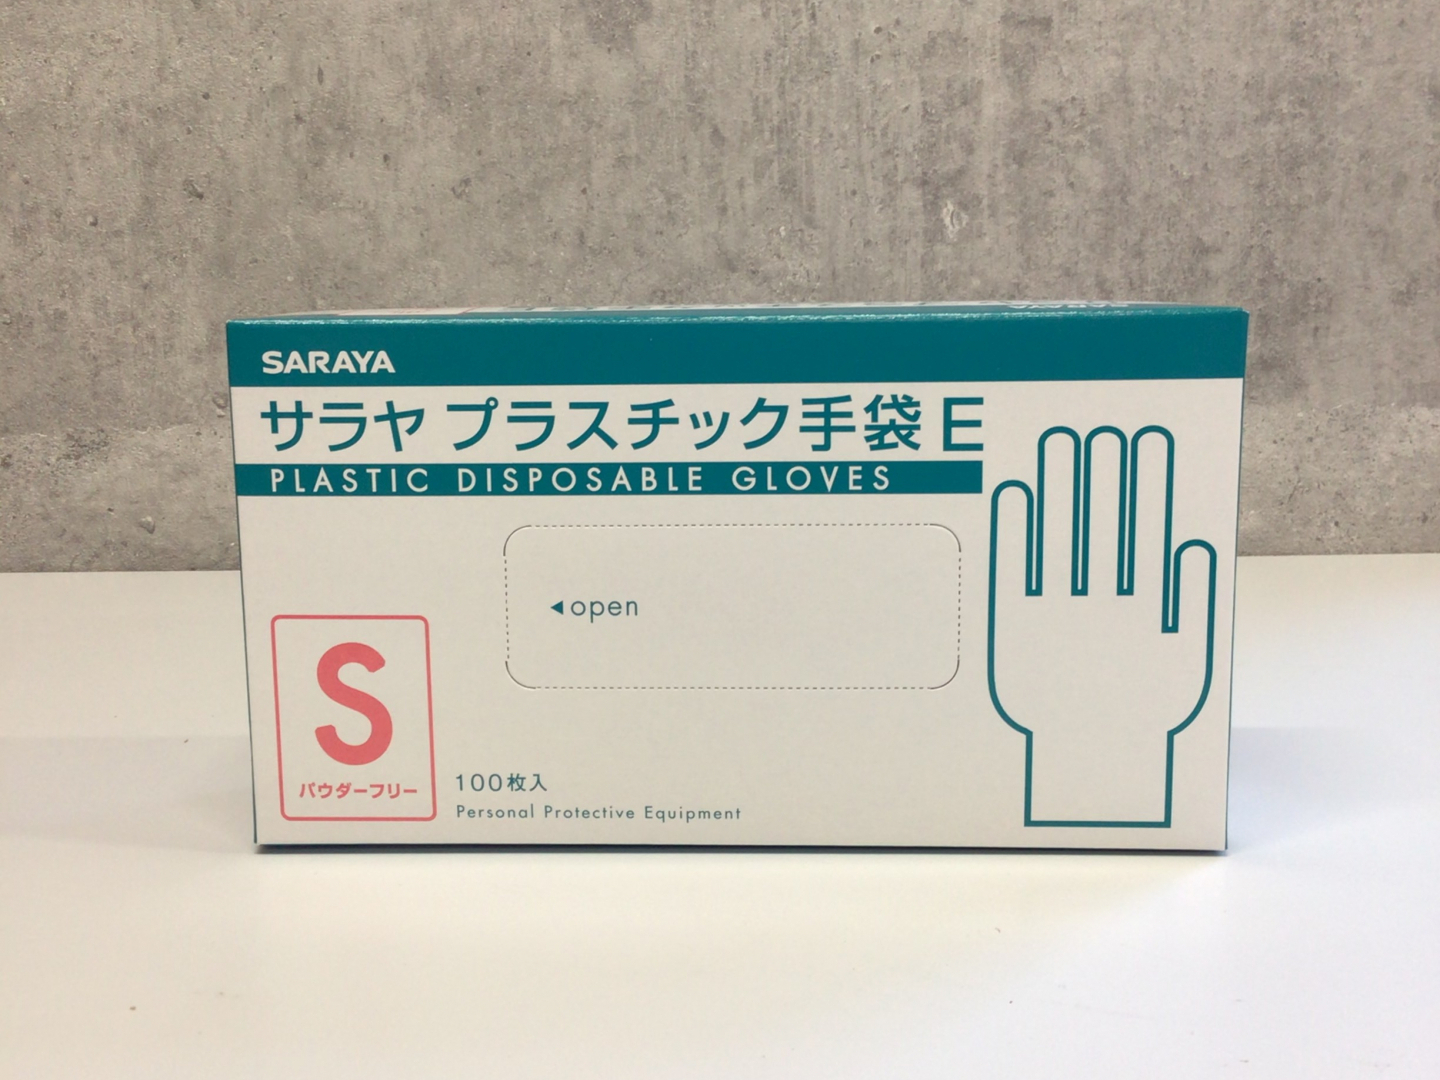 SARAYA
サラヤ プラスチック手袋 E
PLASTIC DISPOSABLE GLOVES
◀open
S
パウダーフリー
100枚入
Personal Protective Equipment